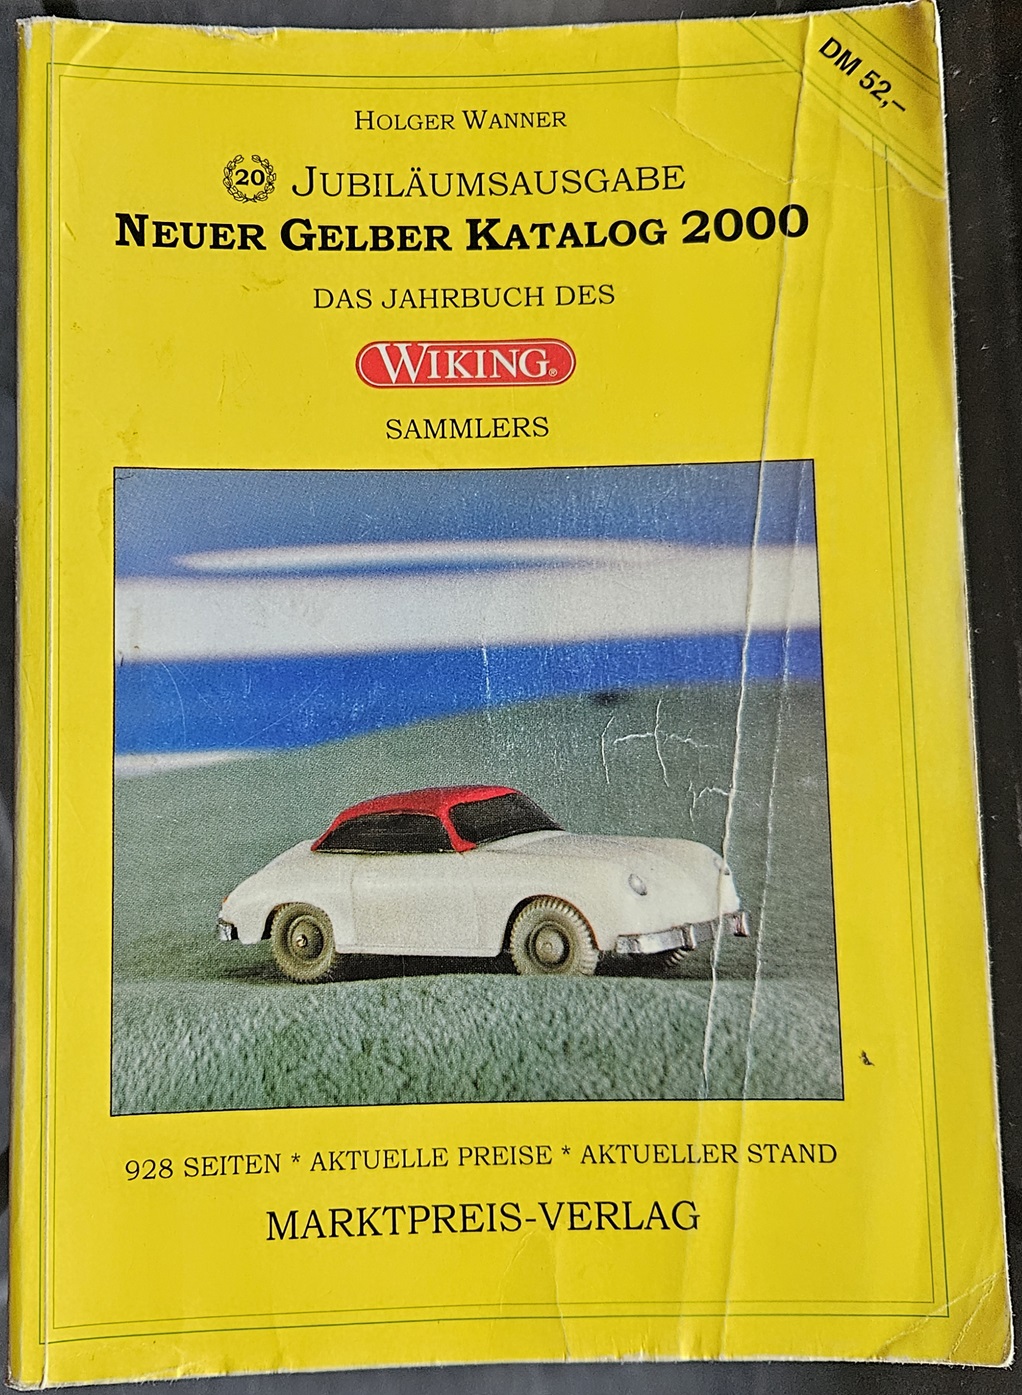 DM 52,–
HOLGER WANNER
20 JUBILÄUMSAUSGABE
NEUER GELBER KATALOG 2000
DAS JAHRBUCH DES
WIKING®
SAMMLERS
928 SEITEN * AKTUELLE PREISE * AKTUELLER STAND
MARKTPREIS-VERLAG